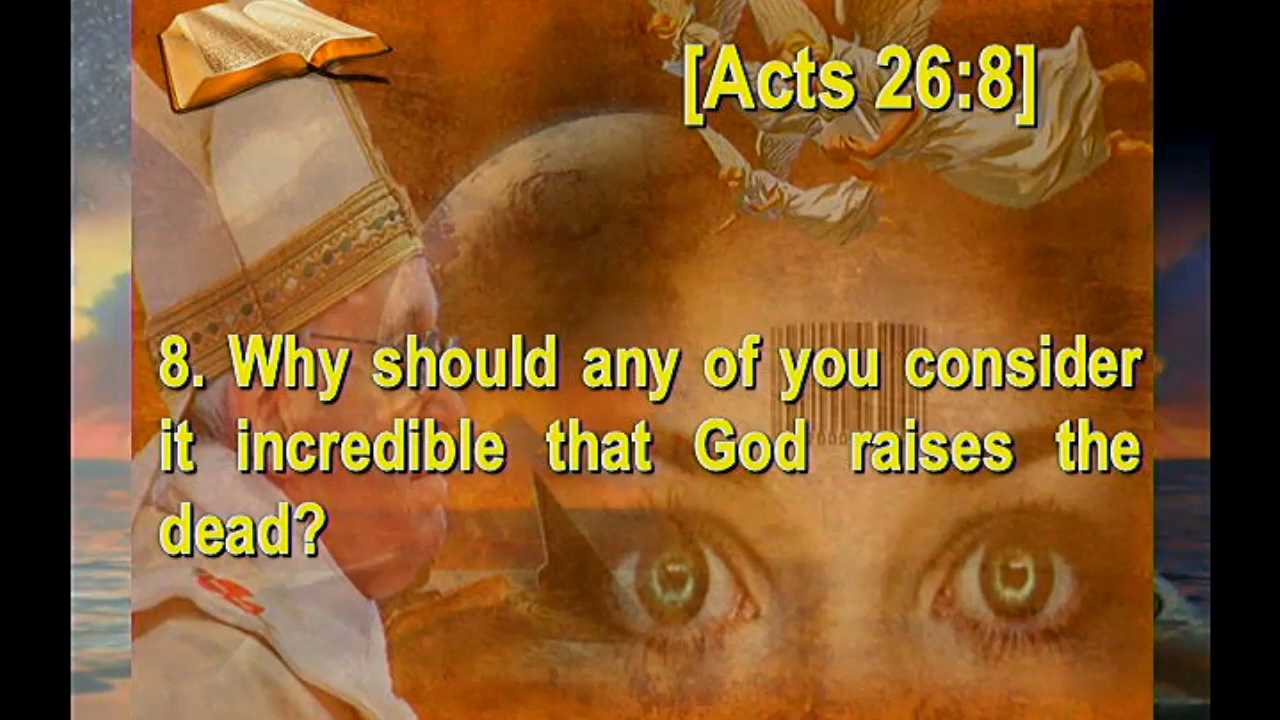 [Acts 26:8]
8. Why should any of you consider
it incredible that God raises the
dead?